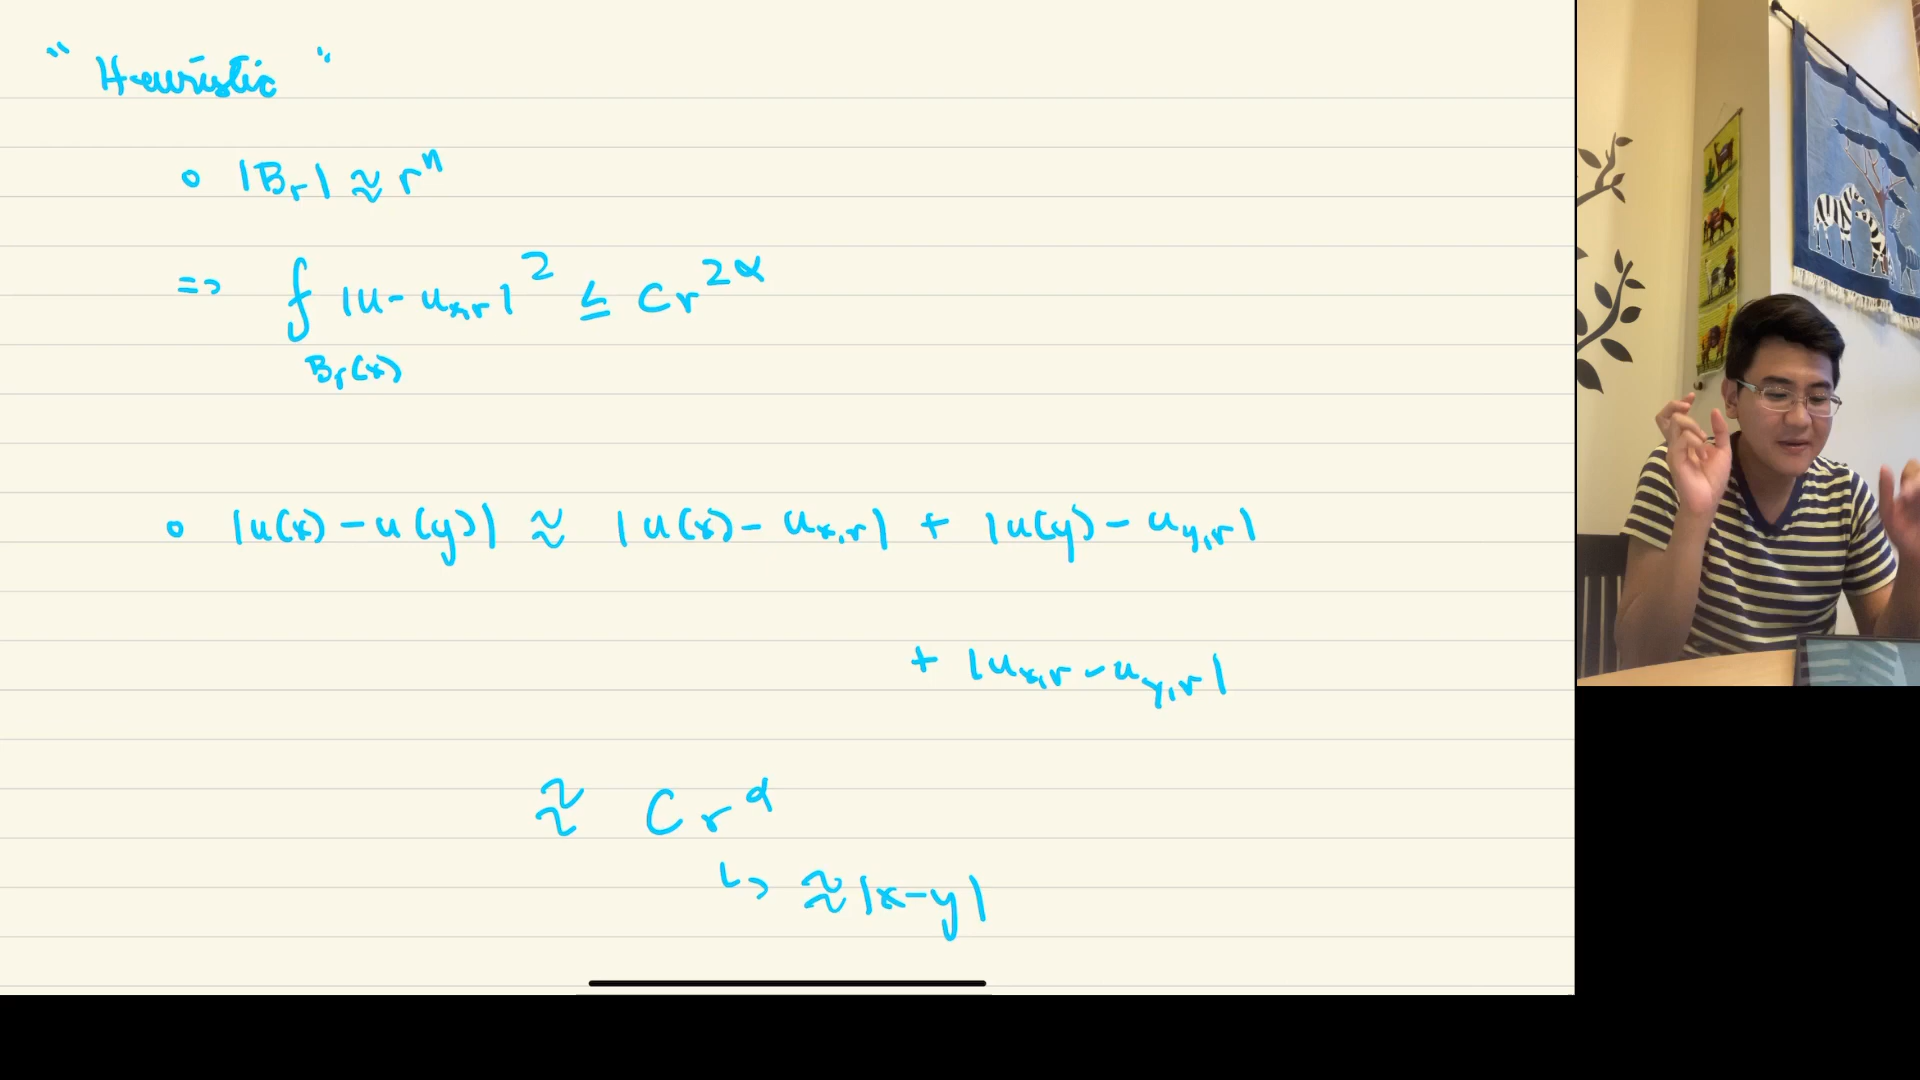 "Heuristic"
∘ |B_r| ≈ r^n
=> ⨍_{B_r(x)} |u - u_{x,r}|^2 ≤ C r^{2α}
∘ |u(x) - u(y)| ≈ |u(x) - u_{x,r}| + |u(y) - u_{y,r}|
+ |u_{x,r} - u_{y,r}|
≈ C r^α
↳ ≈ |x-y|